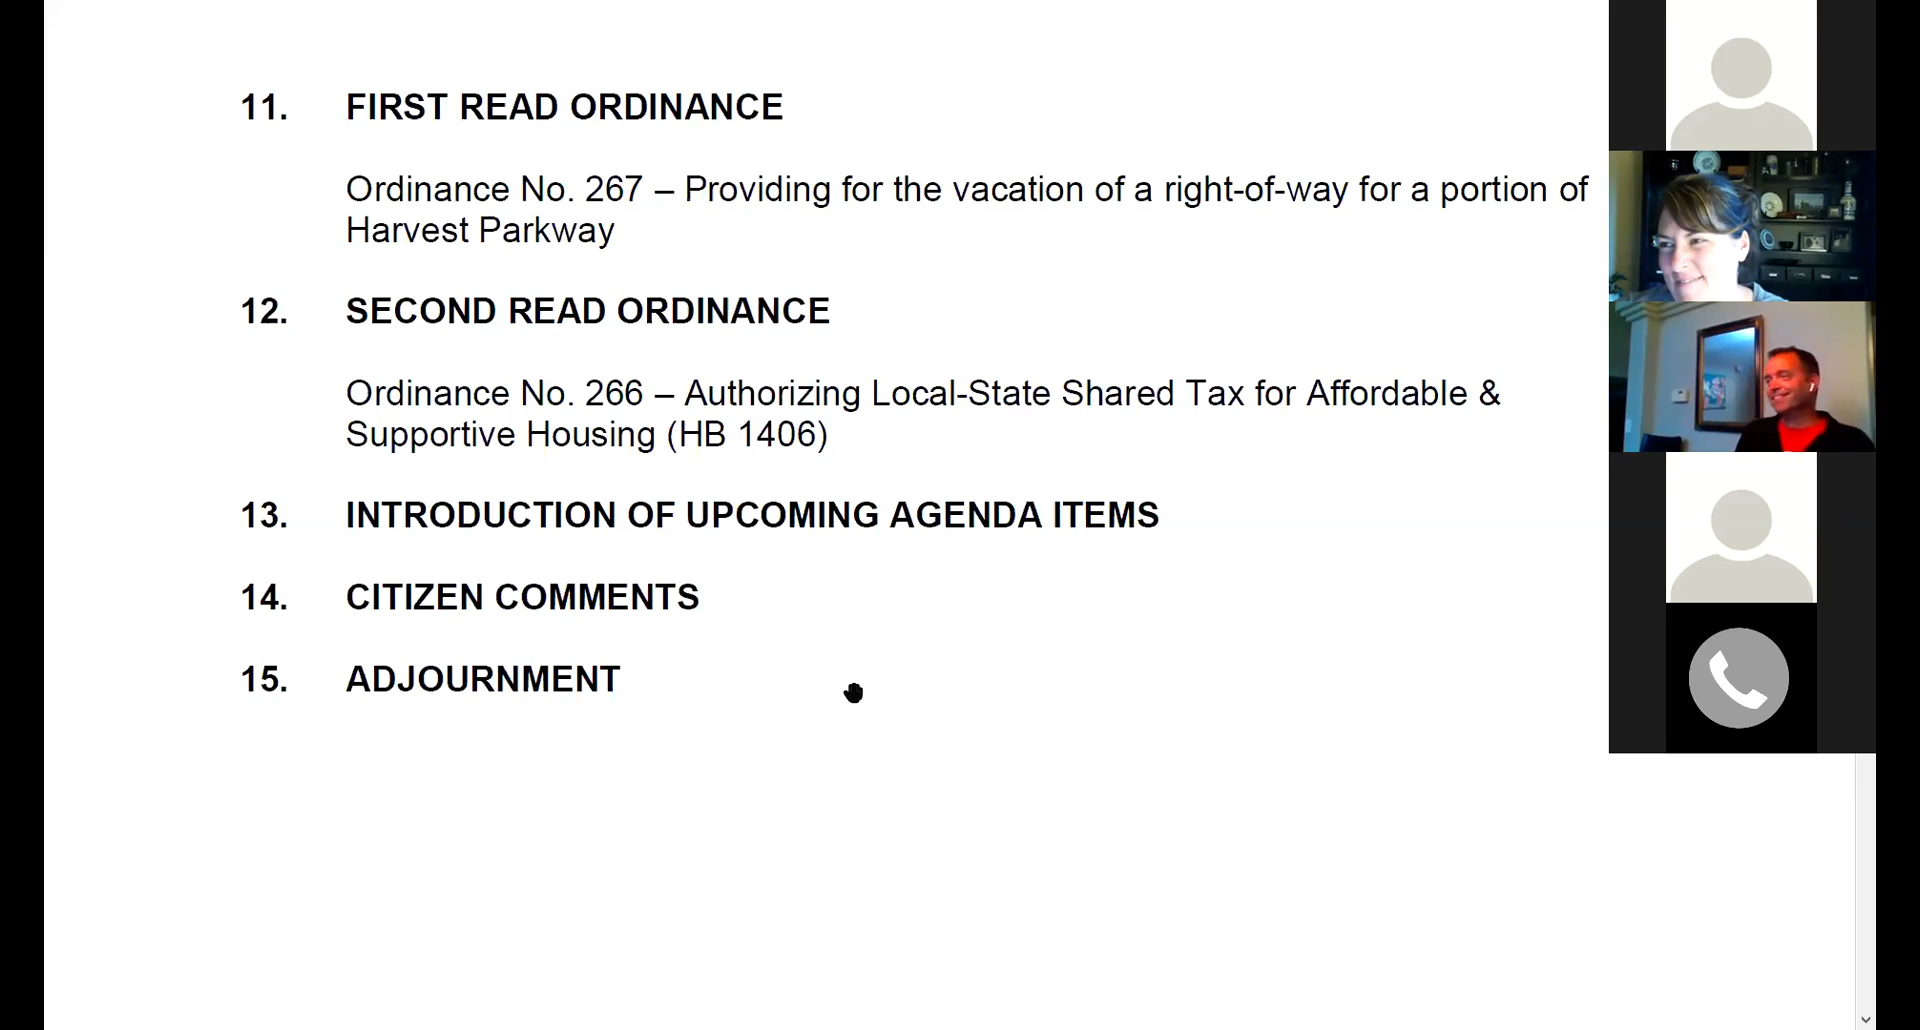 11. FIRST READ ORDINANCE
Ordinance No. 267 – Providing for the vacation of a right-of-way for a portion of
Harvest Parkway
12. SECOND READ ORDINANCE
Ordinance No. 266 – Authorizing Local-State Shared Tax for Affordable &
Supportive Housing (HB 1406)
13. INTRODUCTION OF UPCOMING AGENDA ITEMS
14. CITIZEN COMMENTS
15. ADJOURNMENT